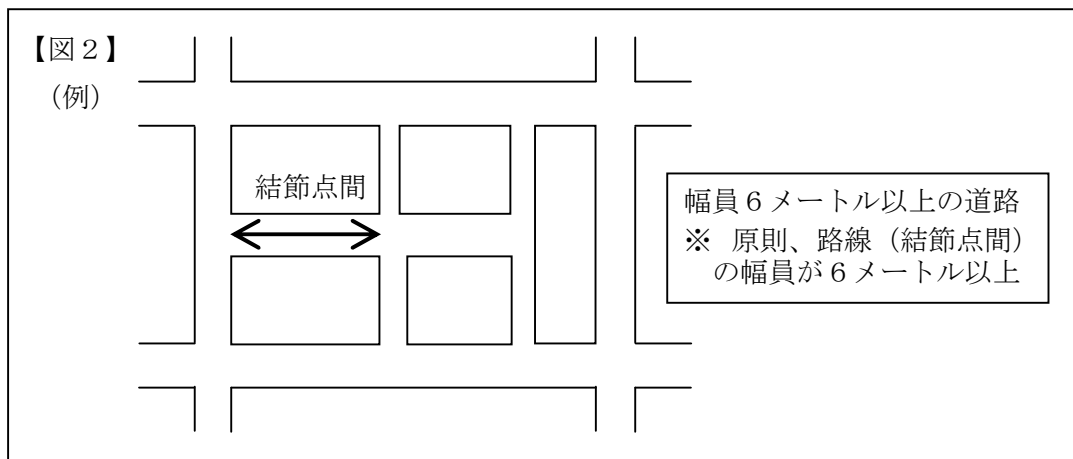 【図２】
（例）
結節点間
幅員６メートル以上の道路
※　原則、路線（結節点間）
の幅員が６メートル以上